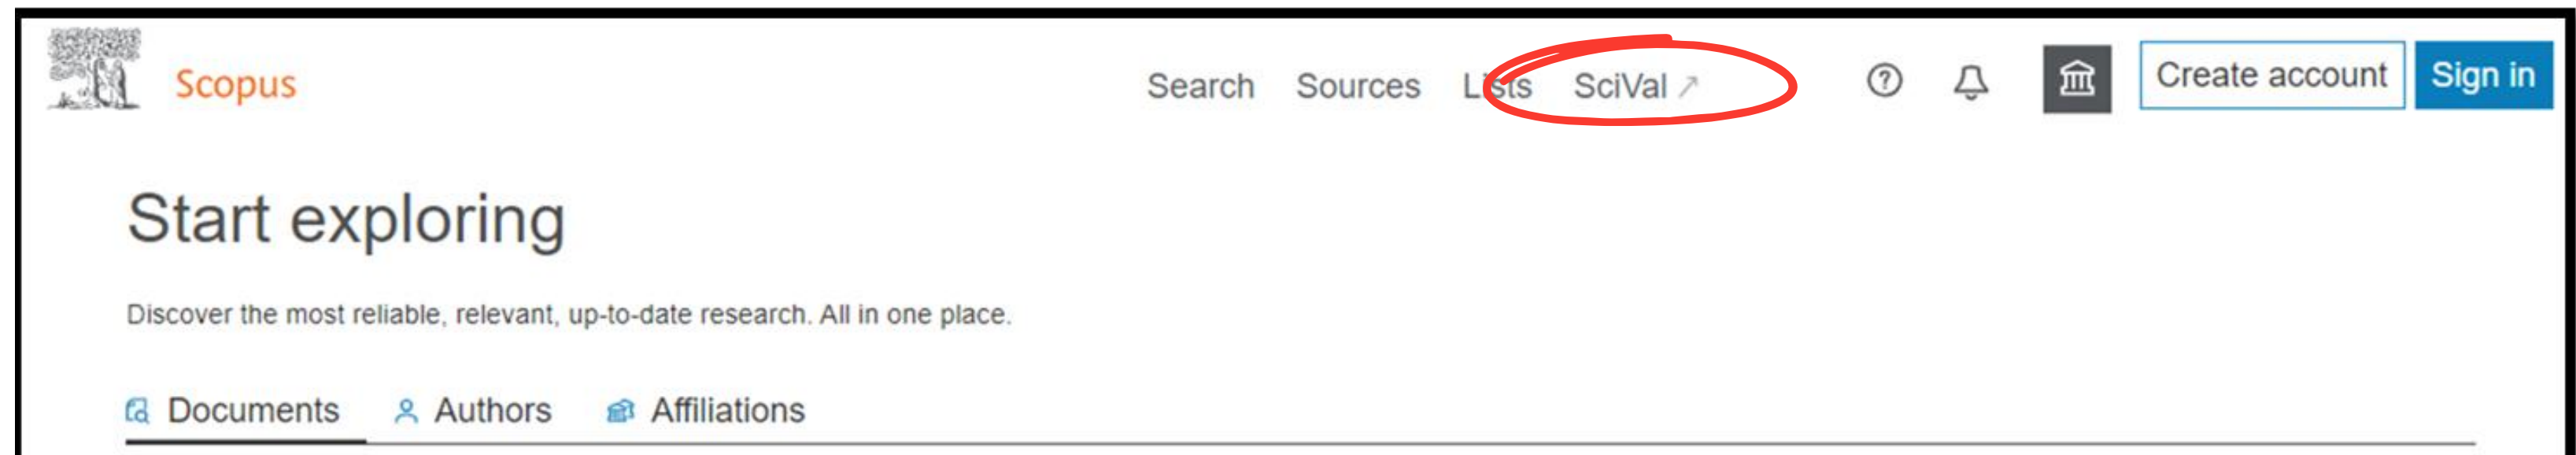 Scopus Search Sources Lists SciVal ↗ Create account Sign in
Start exploring
Discover the most reliable, relevant, up-to-date research. All in one place.
Documents Authors Affiliations